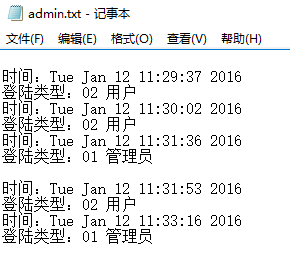 admin.txt - 记事本
文件(F) 编辑(E) 格式(O) 查看(V) 帮助(H)
时间：Tue Jan 12 11:29:37 2016
登陆类型：02 用户
时间：Tue Jan 12 11:30:02 2016
登陆类型：02 用户
时间：Tue Jan 12 11:31:36 2016
登陆类型：01 管理员
时间：Tue Jan 12 11:31:53 2016
登陆类型：02 用户
时间：Tue Jan 12 11:33:16 2016
登陆类型：01 管理员